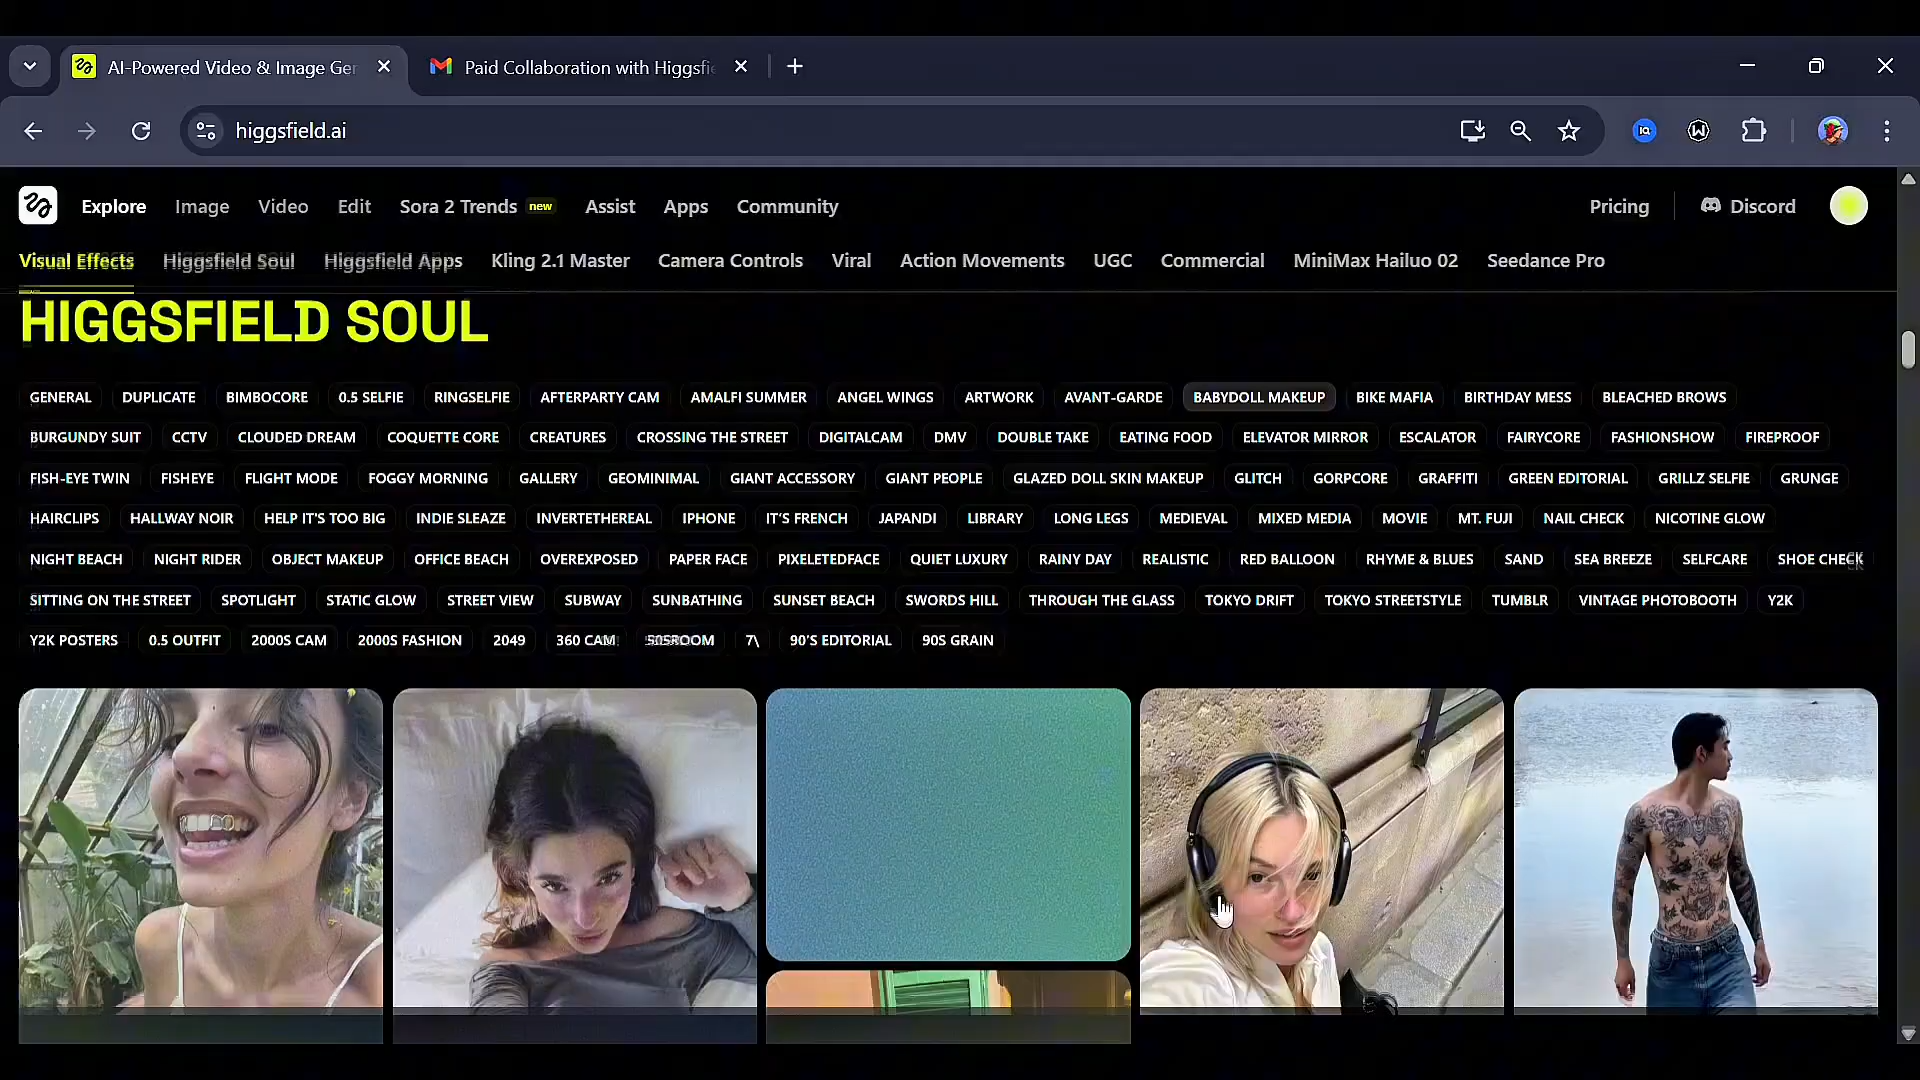 AI-Powered Video & Image Ger
Paid Collaboration with Higgsfie
higgsfield.ai
IQ
W
Explore Image Video Edit Sora 2 Trends new Assist Apps Community Pricing Discord
Visual Effects Higgsfield Soul Higgsfield Apps Kling 2.1 Master Camera Controls Viral Action Movements UGC Commercial MiniMax Hailuo 02 Seedance Pro
HIGGSFIELD SOUL
GENERAL DUPLICATE BIMBOCORE 0.5 SELFIE RINGSELFIE AFTERPARTY CAM AMALFI SUMMER ANGEL WINGS ARTWORK AVANT-GARDE BABYDOLL MAKEUP BIKE MAFIA BIRTHDAY MESS BLEACHED BROWS
BURGUNDY SUIT CCTV CLOUDED DREAM COQUETTE CORE CREATURES CROSSING THE STREET DIGITALCAM DMV DOUBLE TAKE EATING FOOD ELEVATOR MIRROR ESCALATOR FAIRYCORE FASHIONSHOW FIREPROOF
FISH-EYE TWIN FISHEYE FLIGHT MODE FOGGY MORNING GALLERY GEOMINIMAL GIANT ACCESSORY GIANT PEOPLE GLAZED DOLL SKIN MAKEUP GLITCH GORPCORE GRAFFITI GREEN EDITORIAL GRILLZ SELFIE GRUNGE
HAIRCLIPS HALLWAY NOIR HELP IT'S TOO BIG INDIE SLEAZE INVERTETHEREAL IPHONE IT'S FRENCH JAPANDI LIBRARY LONG LEGS MEDIEVAL MIXED MEDIA MOVIE MT. FUJI NAIL CHECK NICOTINE GLOW
NIGHT BEACH NIGHT RIDER OBJECT MAKEUP OFFICE BEACH OVEREXPOSED PAPER FACE PIXELETEDFACE QUIET LUXURY RAINY DAY REALISTIC RED BALLOON RHYME & BLUES SAND SEA BREEZE SELFCARE SHOE CHECK
SITTING ON THE STREET SPOTLIGHT STATIC GLOW STREET VIEW SUBWAY SUNBATHING SUNSET BEACH SWORDS HILL THROUGH THE GLASS TOKYO DRIFT TOKYO STREETSTYLE TUMBLR VINTAGE PHOTOBOOTH Y2K
Y2K POSTERS 0.5 OUTFIT 2000S CAM 2000S FASHION 2049 360 CAM 505ROOM 7\ 90'S EDITORIAL 90S GRAIN